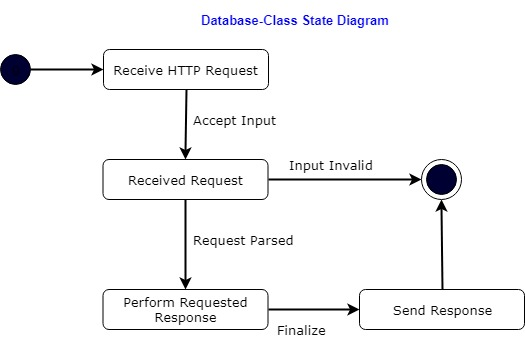 Database-Class State Diagram
Receive HTTP Request
Accept Input
Received Request
Input Invalid
Request Parsed
Perform Requested
Response
Finalize
Send Response